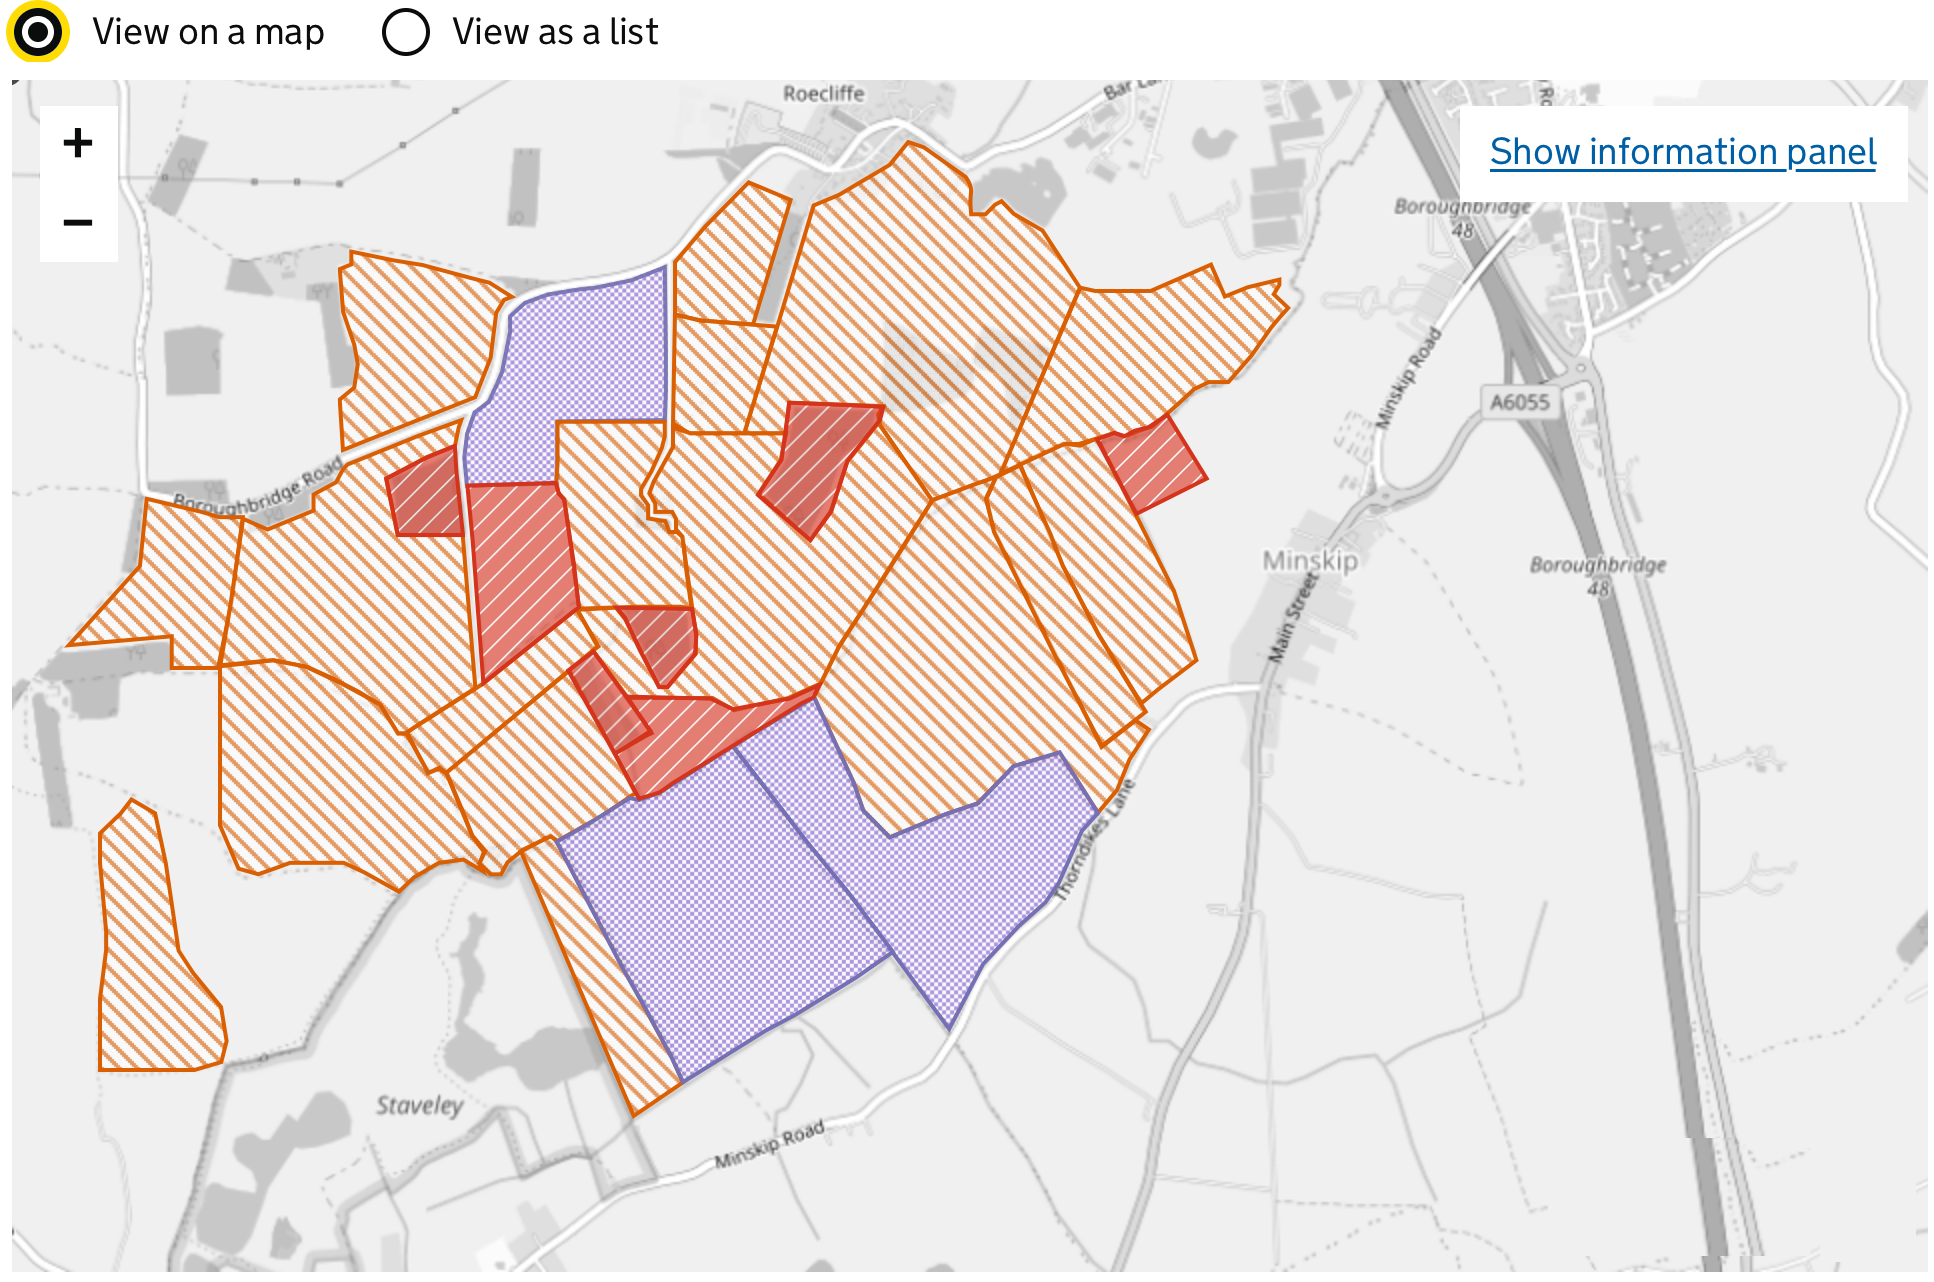 View on a map
View as a list
Roecliffe
Bar La
Ro
+
−
Show information panel
Boroughbridge
48
Minskip Road
A6055
Boroughbridge Road
Minskip
Boroughbridge
48
Main Street
Thorndikes Lane
Staveley
Minskip Road